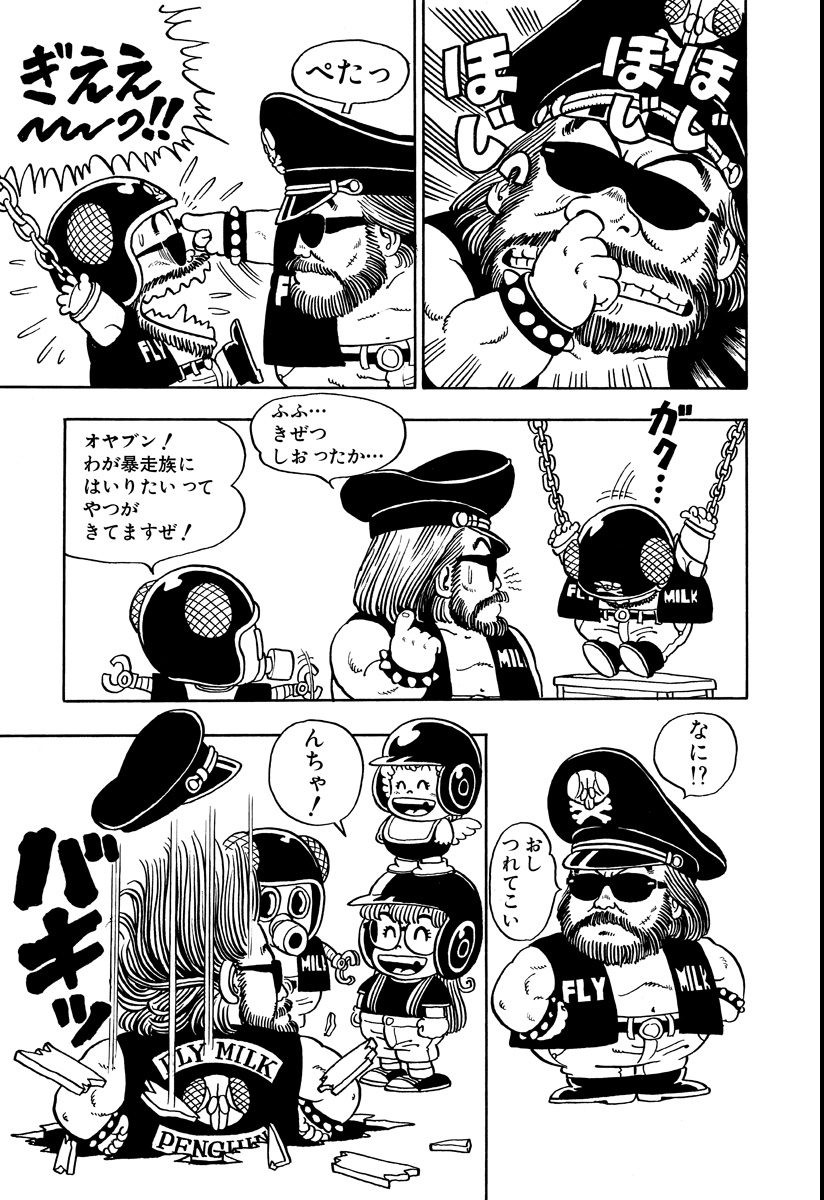 ほじ
ほじ
ほじ
ぺたっ
ぎええ
〜〜〜っ!!
FLY
F
ガク…
ふふ…
きぜつ
しおったか…
オヤブン!
わが暴走族に
はいりたいって
やつが
きてますぜ!
FLY
MILK
MIL
なに!?
おし
つれてこい
FLY
MILK
んちゃ!
バキッ
MILK
FLY MILK
PENGUIN